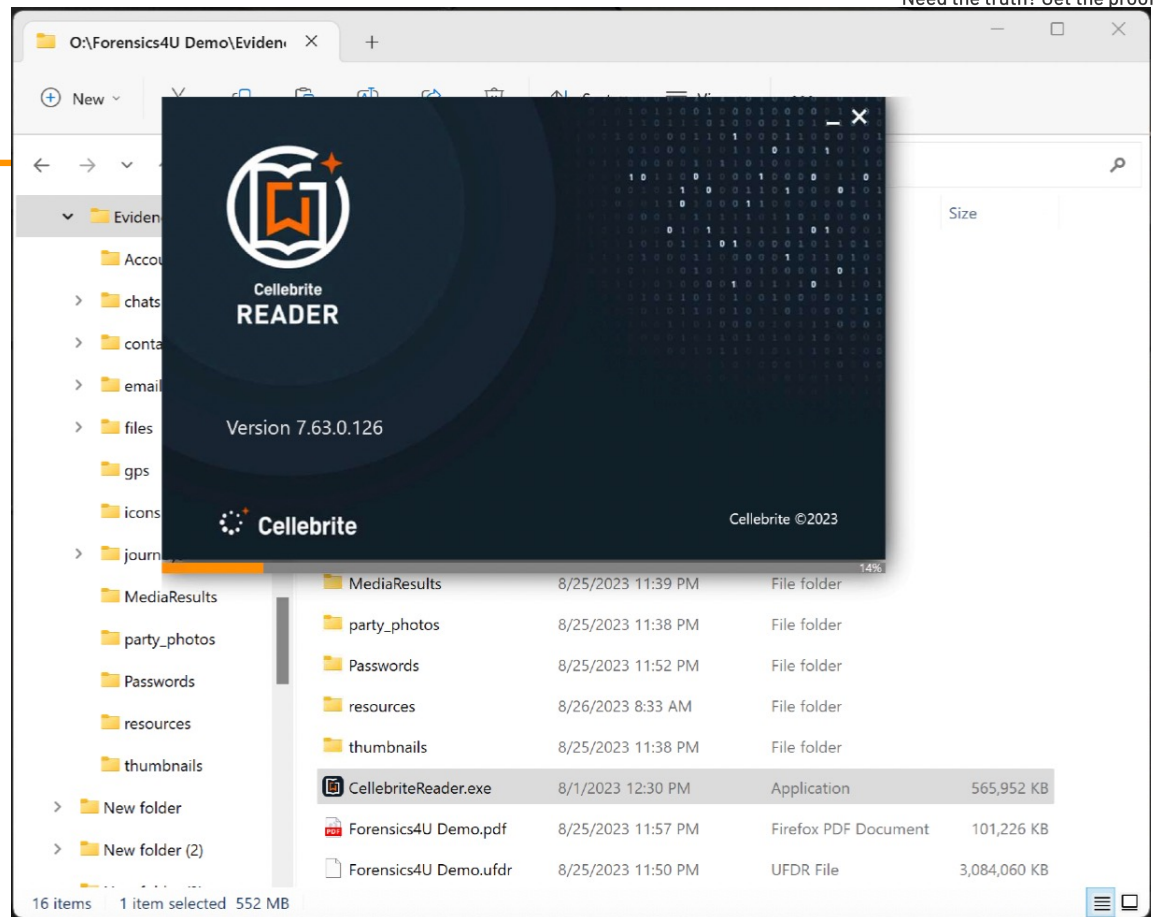 Need the truth? Get the proof
O:\Forensics4U Demo\Eviden
New
Size
Eviden
Accou
chats
conta
email
files
gps
icons
journ
MediaResults
party_photos
Passwords
resources
thumbnails
New folder
New folder (2)
Cellebrite
READER
Version 7.63.0.126
Cellebrite
Cellebrite ©2023
14%
MediaResults 8/25/2023 11:39 PM File folder
party_photos 8/25/2023 11:38 PM File folder
Passwords 8/25/2023 11:52 PM File folder
resources 8/26/2023 8:33 AM File folder
thumbnails 8/25/2023 11:38 PM File folder
CellebriteReader.exe 8/1/2023 12:30 PM Application 565,952 KB
Forensics4U Demo.pdf 8/25/2023 11:57 PM Firefox PDF Document 101,226 KB
Forensics4U Demo.ufdr 8/25/2023 11:50 PM UFDR File 3,084,060 KB
16 items 1 item selected 552 MB